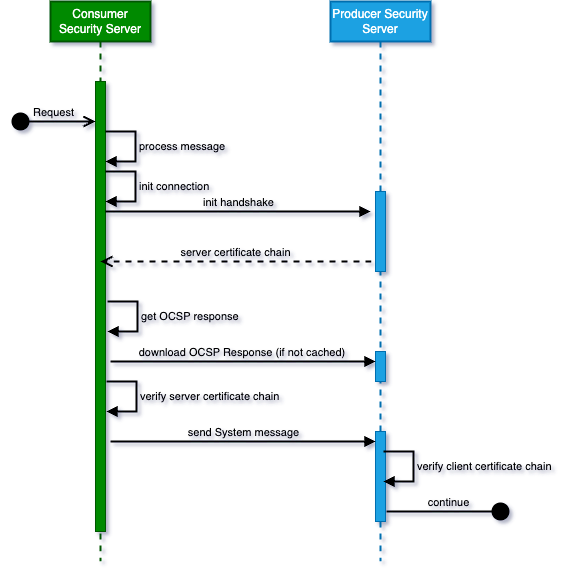 Consumer
Security Server
Producer Security
Server
Request
process message
init connection
init handshake
server certificate chain
get OCSP response
download OCSP Response (if not cached)
verify server certificate chain
send System message
verify client certificate chain
continue